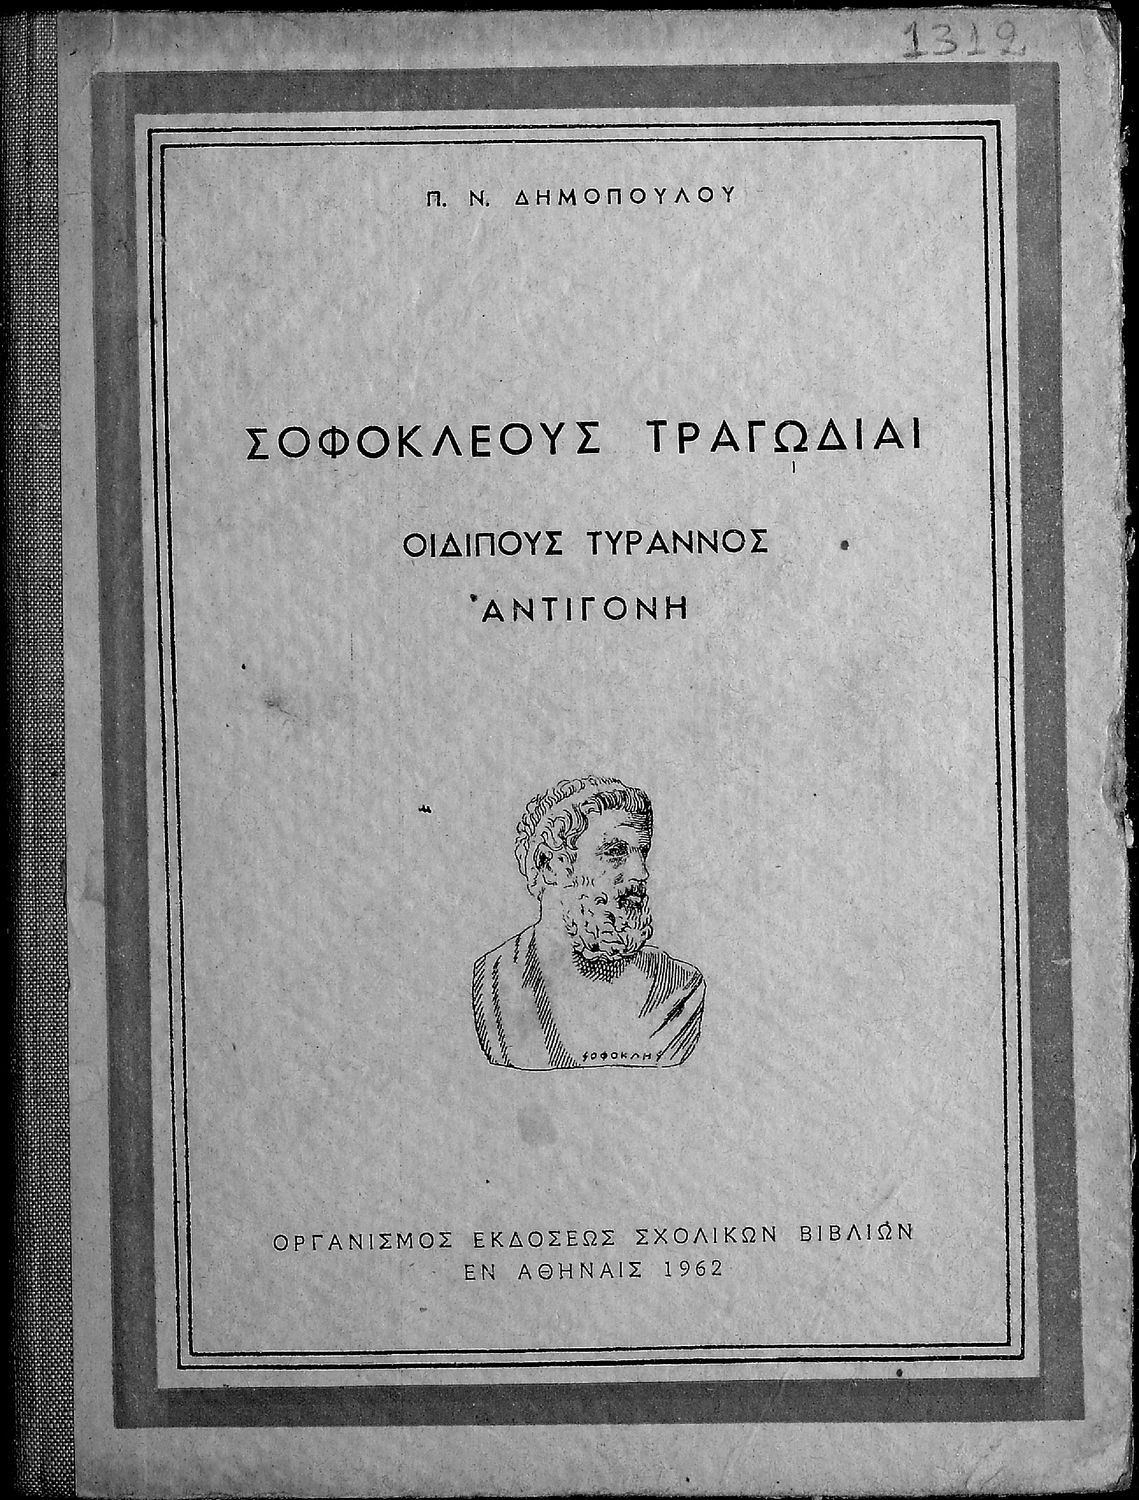 1312
Π. Ν. ΔΗΜΟΠΟΥΛΟΥ
ΣΟΦΟΚΛΕΟΥΣ ΤΡΑΓΩΔΙΑΙ
ΟΙΔΙΠΟΥΣ ΤΥΡΑΝΝΟΣ
ἈΝΤΙΓΟΝΗ
ΣΟΦΟΚΛΗΣ
ΟΡΓΑΝΙΣΜΟΣ ΕΚΔΟΣΕΩΣ ΣΧΟΛΙΚΩΝ ΒΙΒΛΙΩΝ
ΕΝ ΑΘΗΝΑΙΣ 1962